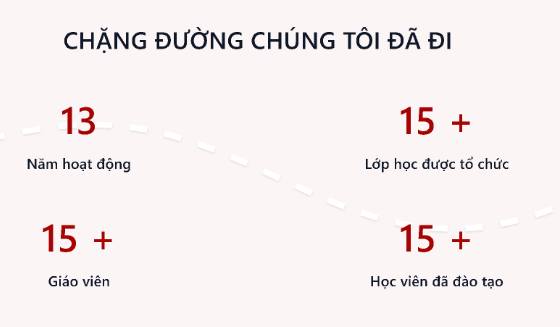 CHẶNG ĐƯỜNG CHÚNG TÔI ĐÃ ĐI
13
Năm hoạt động
15 +
Lớp học được tổ chức
15 +
Giáo viên
15 +
Học viên đã đào tạo